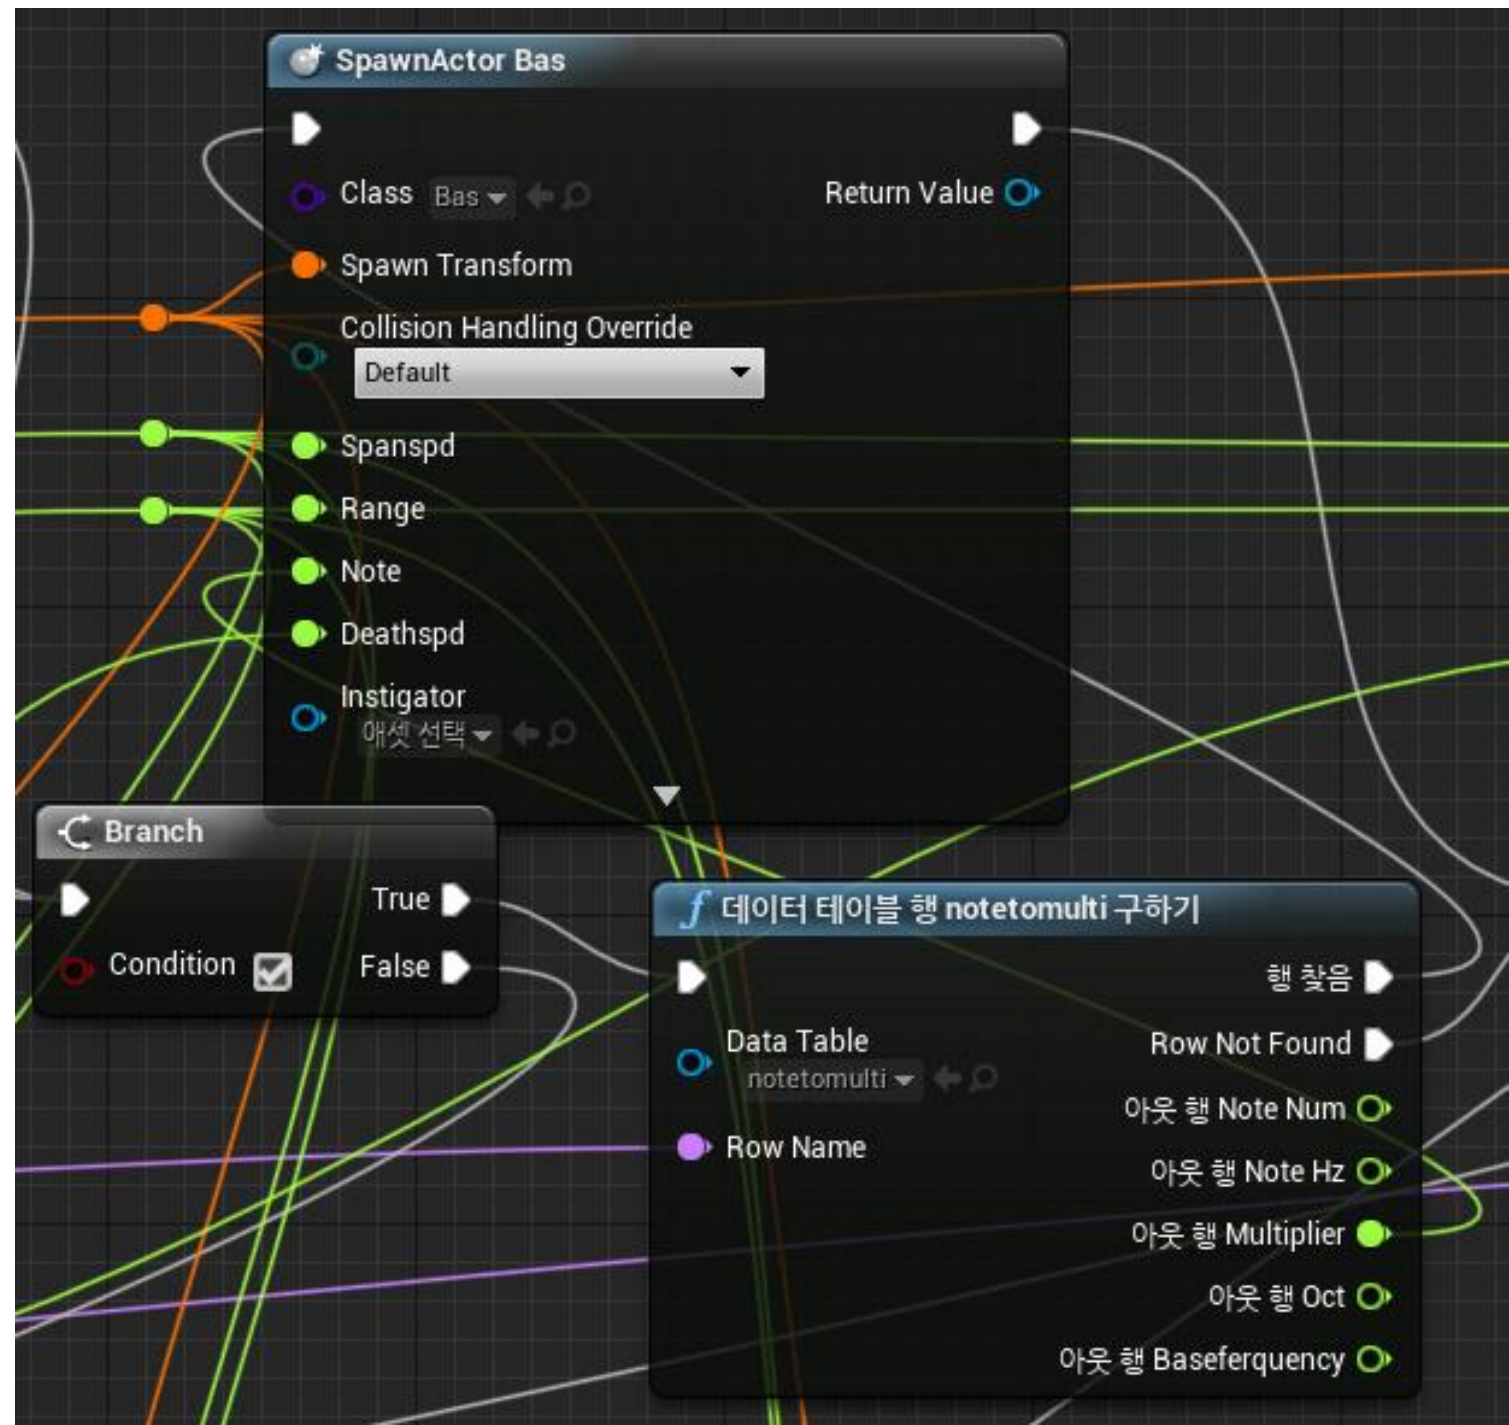 SpawnActor Bas
Class Bas
Return Value
Spawn Transform
Collision Handling Override
Default
Spanspd
Range
Note
Deathspd
Instigator
애셋 선택
Branch
True
Condition
False
f 데이터 테이블 행 notetomulti 구하기
행 찾음
Data Table
notetomulti
Row Not Found
아웃 행 Note Num
Row Name
아웃 행 Note Hz
아웃 행 Multiplier
아웃 행 Oct
아웃 행 Baseferquency